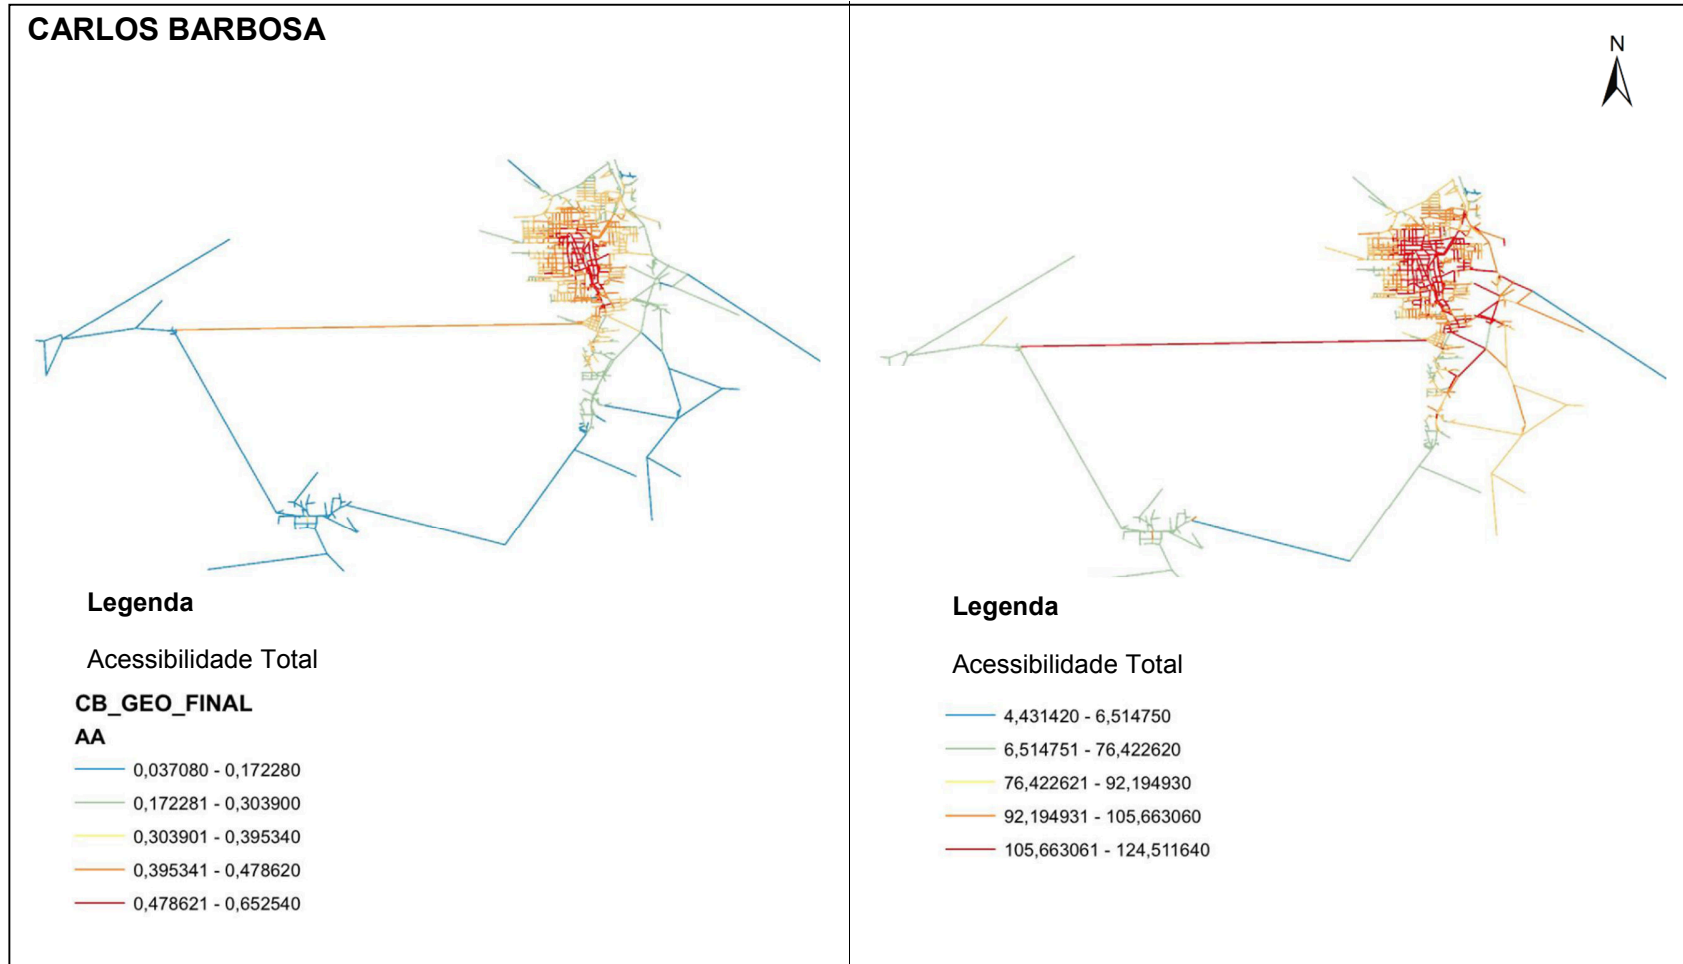 CARLOS BARBOSA
Legenda
Acessibilidade Total
CB_GEO_FINAL
AA
0,037080 - 0,172280
0,172281 - 0,303900
0,303901 - 0,395340
0,395341 - 0,478620
0,478621 - 0,652540
N
Legenda
Acessibilidade Total
4,431420 - 6,514750
6,514751 - 76,422620
76,422621 - 92,194930
92,194931 - 105,663060
105,663061 - 124,511640